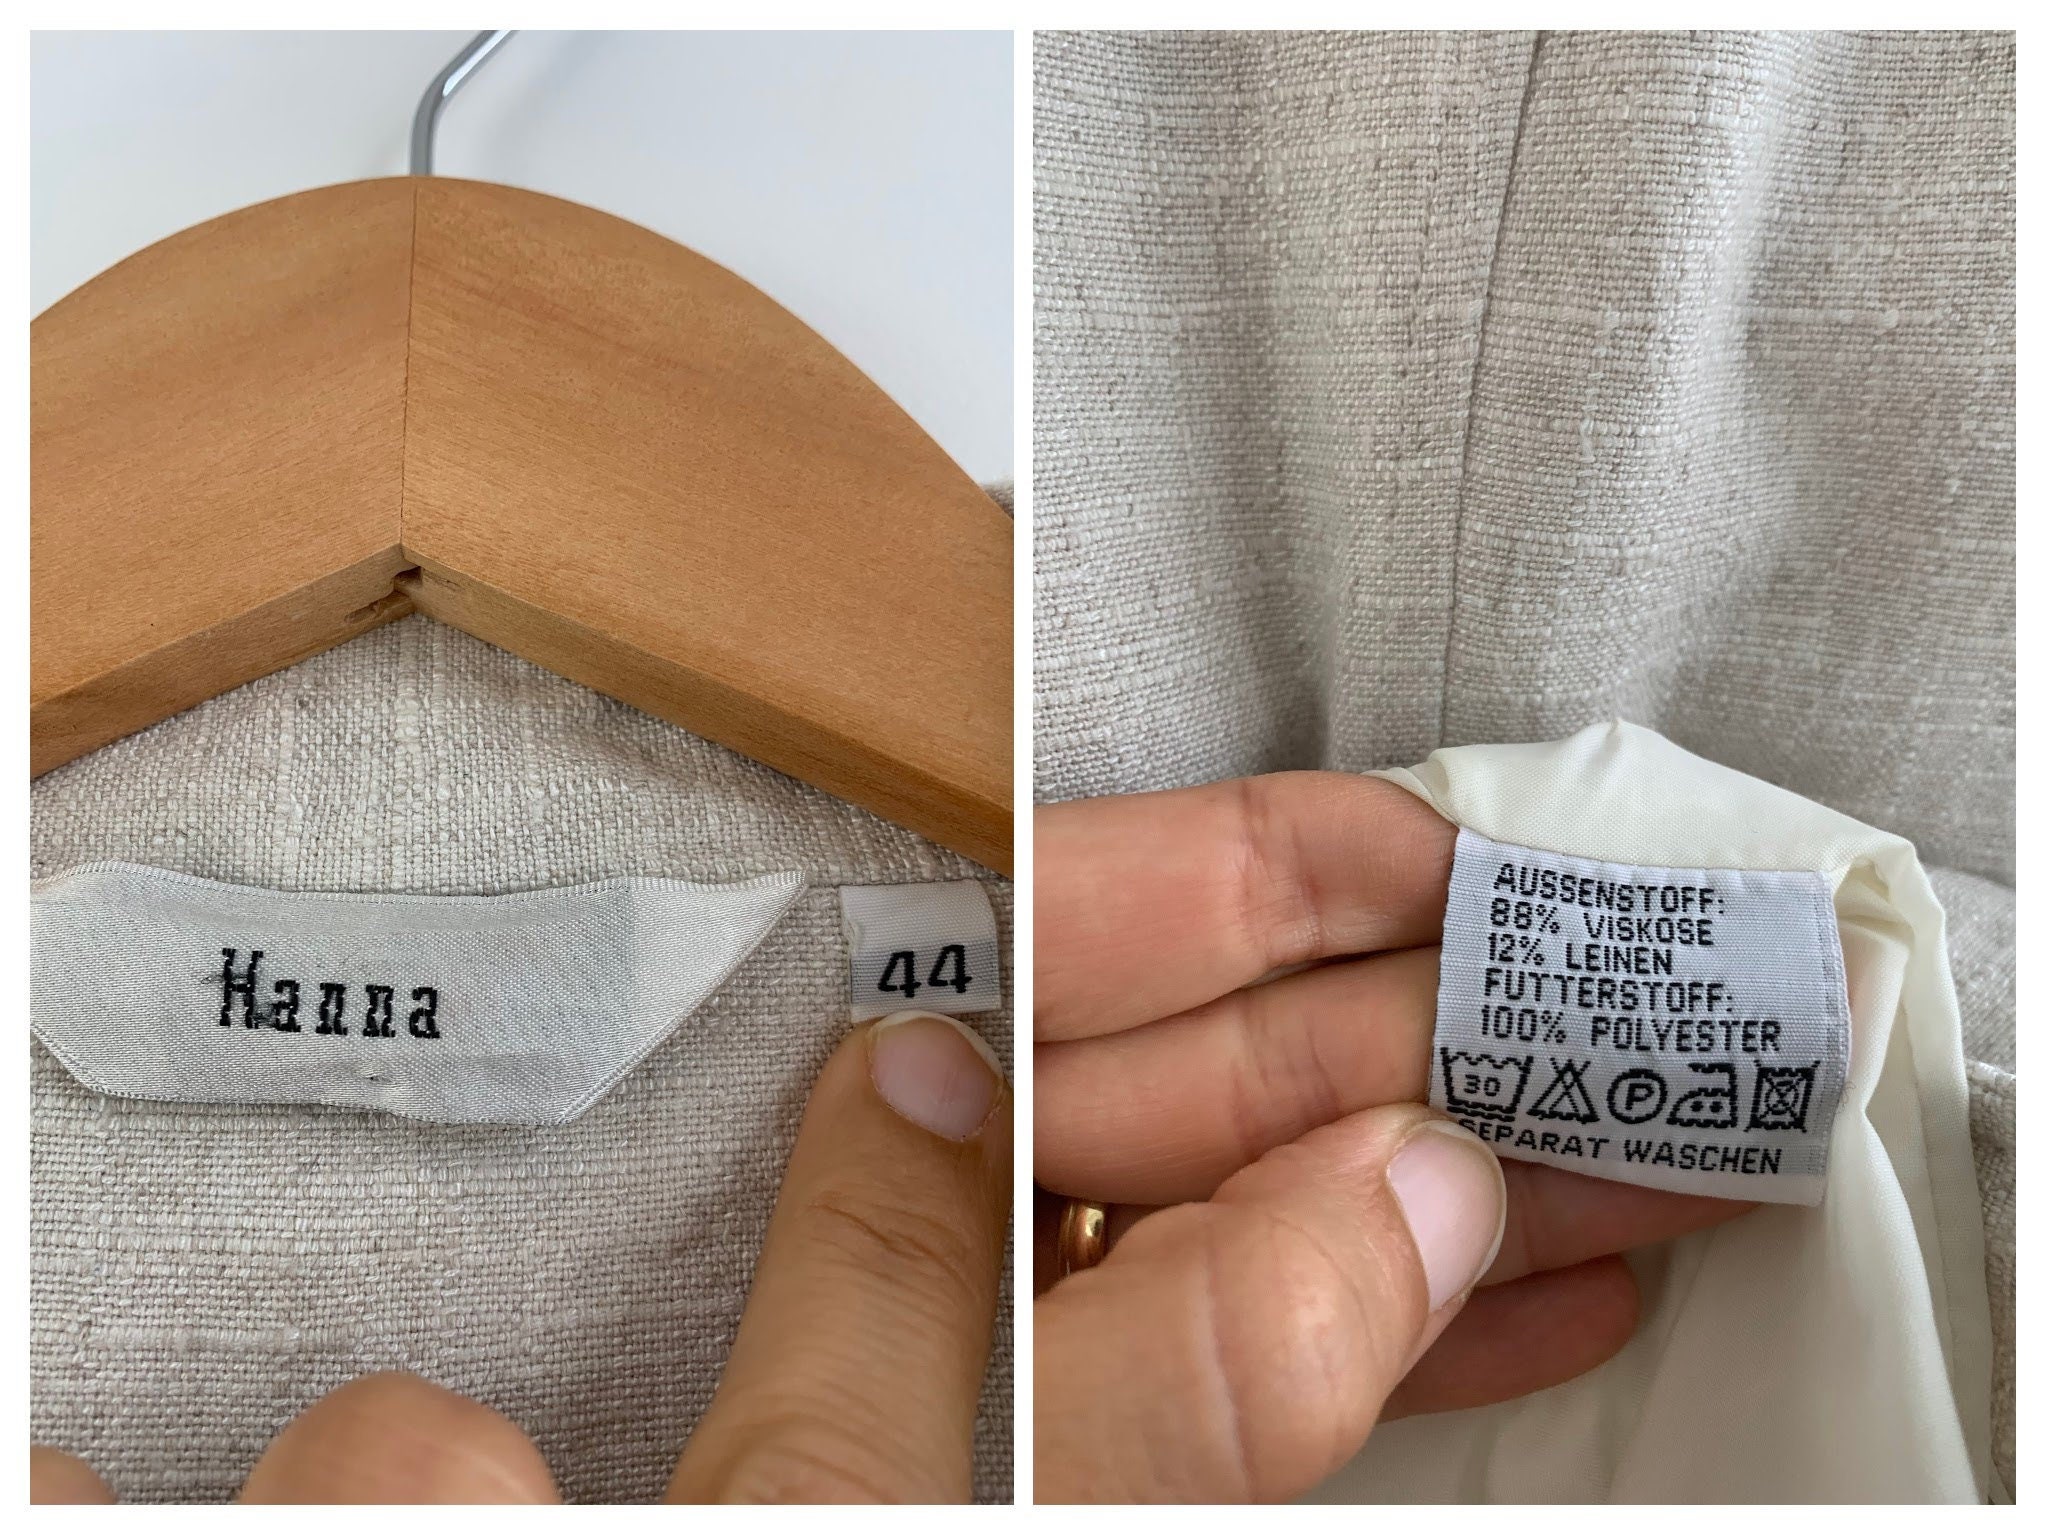 Hanna
44
AUSSENSTOFF:
88% VISKOSE
12% LEINEN
FUTTERSTOFF:
100% POLYESTER
30 P
SEPARAT WASCHEN